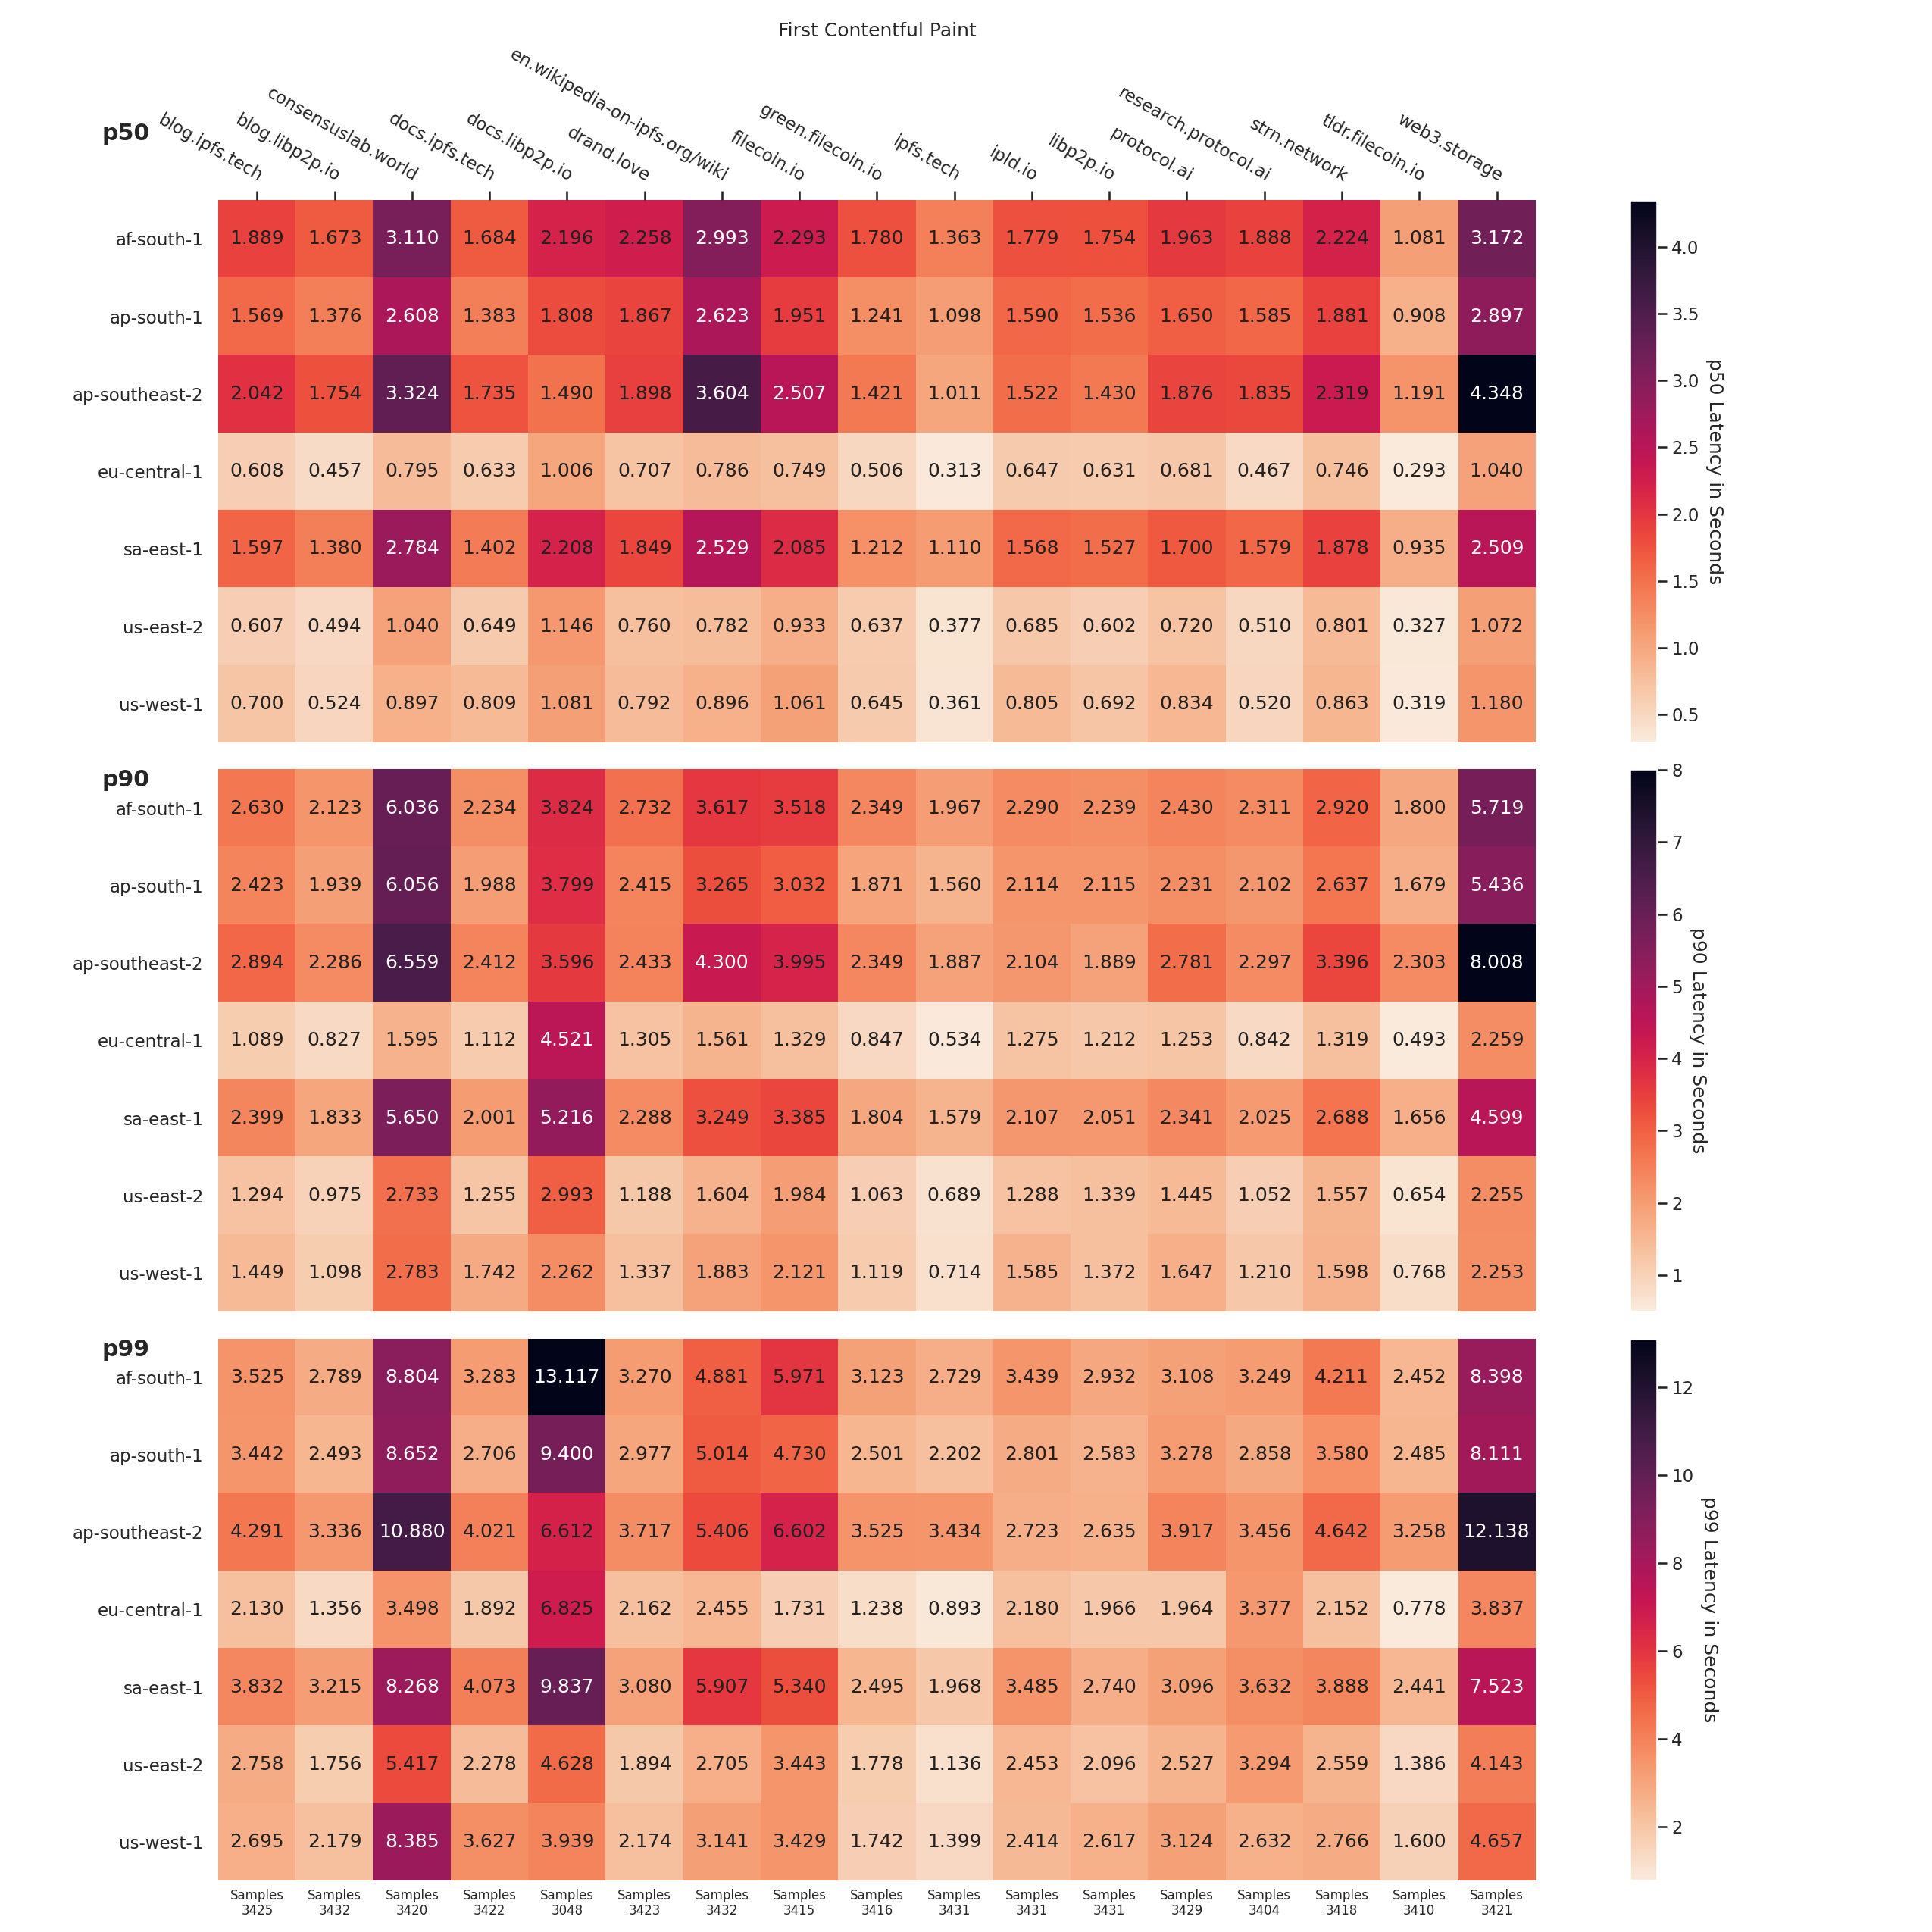 First Contentful Paint
p50
blog.ipfs.tech
blog.libp2p.io
consensuslab.world
docs.ipfs.tech
docs.libp2p.io
drand.love
en.wikipedia-on-ipfs.org/wiki
filecoin.io
green.filecoin.io
ipfs.tech
ipld.io
libp2p.io
protocol.ai
research.protocol.ai
strn.network
tldr.filecoin.io
web3.storage
af-south-1 1.889 1.673 3.110 1.684 2.196 2.258 2.993 2.293 1.780 1.363 1.779 1.754 1.963 1.888 2.224 1.081 3.172
ap-south-1 1.569 1.376 2.608 1.383 1.808 1.867 2.623 1.951 1.241 1.098 1.590 1.536 1.650 1.585 1.881 0.908 2.897
ap-southeast-2 2.042 1.754 3.324 1.735 1.490 1.898 3.604 2.507 1.421 1.011 1.522 1.430 1.876 1.835 2.319 1.191 4.348
eu-central-1 0.608 0.457 0.795 0.633 1.006 0.707 0.786 0.749 0.506 0.313 0.647 0.631 0.681 0.467 0.746 0.293 1.040
sa-east-1 1.597 1.380 2.784 1.402 2.208 1.849 2.529 2.085 1.212 1.110 1.568 1.527 1.700 1.579 1.878 0.935 2.509
us-east-2 0.607 0.494 1.040 0.649 1.146 0.760 0.782 0.933 0.637 0.377 0.685 0.602 0.720 0.510 0.801 0.327 1.072
us-west-1 0.700 0.524 0.897 0.809 1.081 0.792 0.896 1.061 0.645 0.361 0.805 0.692 0.834 0.520 0.863 0.319 1.180
4.0
3.5
3.0
2.5
2.0
1.5
1.0
0.5
p50 Latency in Seconds
p90
af-south-1 2.630 2.123 6.036 2.234 3.824 2.732 3.617 3.518 2.349 1.967 2.290 2.239 2.430 2.311 2.920 1.800 5.719
ap-south-1 2.423 1.939 6.056 1.988 3.799 2.415 3.265 3.032 1.871 1.560 2.114 2.115 2.231 2.102 2.637 1.679 5.436
ap-southeast-2 2.894 2.286 6.559 2.412 3.596 2.433 4.300 3.995 2.349 1.887 2.104 1.889 2.781 2.297 3.396 2.303 8.008
eu-central-1 1.089 0.827 1.595 1.112 4.521 1.305 1.561 1.329 0.847 0.534 1.275 1.212 1.253 0.842 1.319 0.493 2.259
sa-east-1 2.399 1.833 5.650 2.001 5.216 2.288 3.249 3.385 1.804 1.579 2.107 2.051 2.341 2.025 2.688 1.656 4.599
us-east-2 1.294 0.975 2.733 1.255 2.993 1.188 1.604 1.984 1.063 0.689 1.288 1.339 1.445 1.052 1.557 0.654 2.255
us-west-1 1.449 1.098 2.783 1.742 2.262 1.337 1.883 2.121 1.119 0.714 1.585 1.372 1.647 1.210 1.598 0.768 2.253
8
7
6
5
4
3
2
1
p90 Latency in Seconds
p99
af-south-1 3.525 2.789 8.804 3.283 13.117 3.270 4.881 5.971 3.123 2.729 3.439 2.932 3.108 3.249 4.211 2.452 8.398
ap-south-1 3.442 2.493 8.652 2.706 9.400 2.977 5.014 4.730 2.501 2.202 2.801 2.583 3.278 2.858 3.580 2.485 8.111
ap-southeast-2 4.291 3.336 10.880 4.021 6.612 3.717 5.406 6.602 3.525 3.434 2.723 2.635 3.917 3.456 4.642 3.258 12.138
eu-central-1 2.130 1.356 3.498 1.892 6.825 2.162 2.455 1.731 1.238 0.893 2.180 1.966 1.964 3.377 2.152 0.778 3.837
sa-east-1 3.832 3.215 8.268 4.073 9.837 3.080 5.907 5.340 2.495 1.968 3.485 2.740 3.096 3.632 3.888 2.441 7.523
us-east-2 2.758 1.756 5.417 2.278 4.628 1.894 2.705 3.443 1.778 1.136 2.453 2.096 2.527 3.294 2.559 1.386 4.143
us-west-1 2.695 2.179 8.385 3.627 3.939 2.174 3.141 3.429 1.742 1.399 2.414 2.617 3.124 2.632 2.766 1.600 4.657
12
10
8
6
4
2
p99 Latency in Seconds
Samples Samples Samples Samples Samples Samples Samples Samples Samples Samples Samples Samples Samples Samples Samples Samples Samples
3425 3432 3420 3422 3048 3423 3432 3415 3416 3431 3431 3431 3429 3404 3418 3410 3421